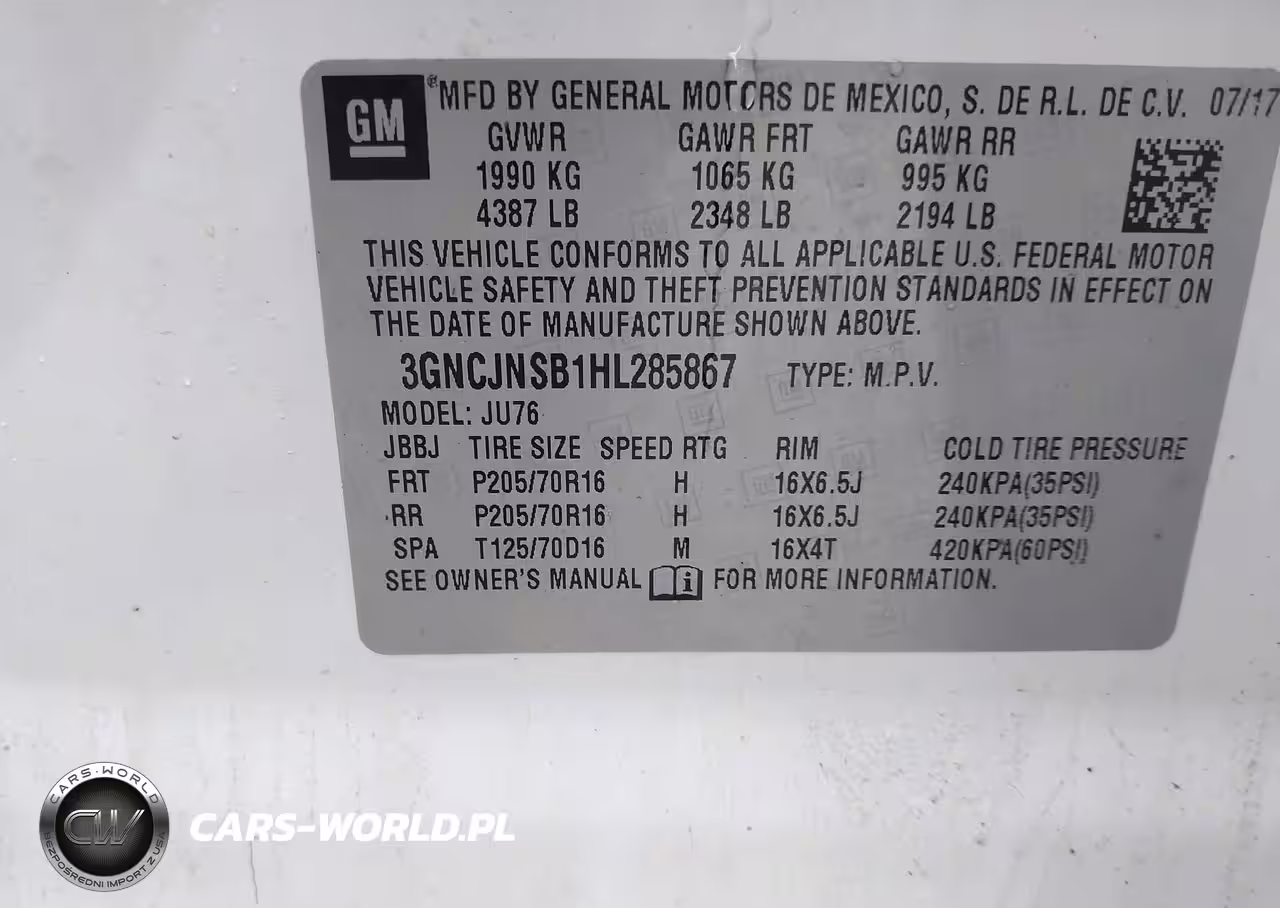 GM ® MFD BY GENERAL MOTORS DE MEXICO, S. DE R.L. DE C.V. 07/17
GVWR GAWR FRT GAWR RR
1990 KG 1065 KG 995 KG
4387 LB 2348 LB 2194 LB
THIS VEHICLE CONFORMS TO ALL APPLICABLE U.S. FEDERAL MOTOR
VEHICLE SAFETY AND THEFT PREVENTION STANDARDS IN EFFECT ON
THE DATE OF MANUFACTURE SHOWN ABOVE.
3GNCJNSB1HL285867 TYPE: M.P.V.
MODEL: JU76
JBBJ TIRE SIZE SPEED RTG RIM COLD TIRE PRESSURE
FRT P205/70R16 H 16X6.5J 240KPA(35PSI)
RR P205/70R16 H 16X6.5J 240KPA(35PSI)
SPA T125/70D16 M 16X4T 420KPA(60PSI)
SEE OWNER'S MANUAL i FOR MORE INFORMATION.
CARS-WORLD
CW
BEZPOŚREDNI IMPORT Z USA
CARS-WORLD.PL